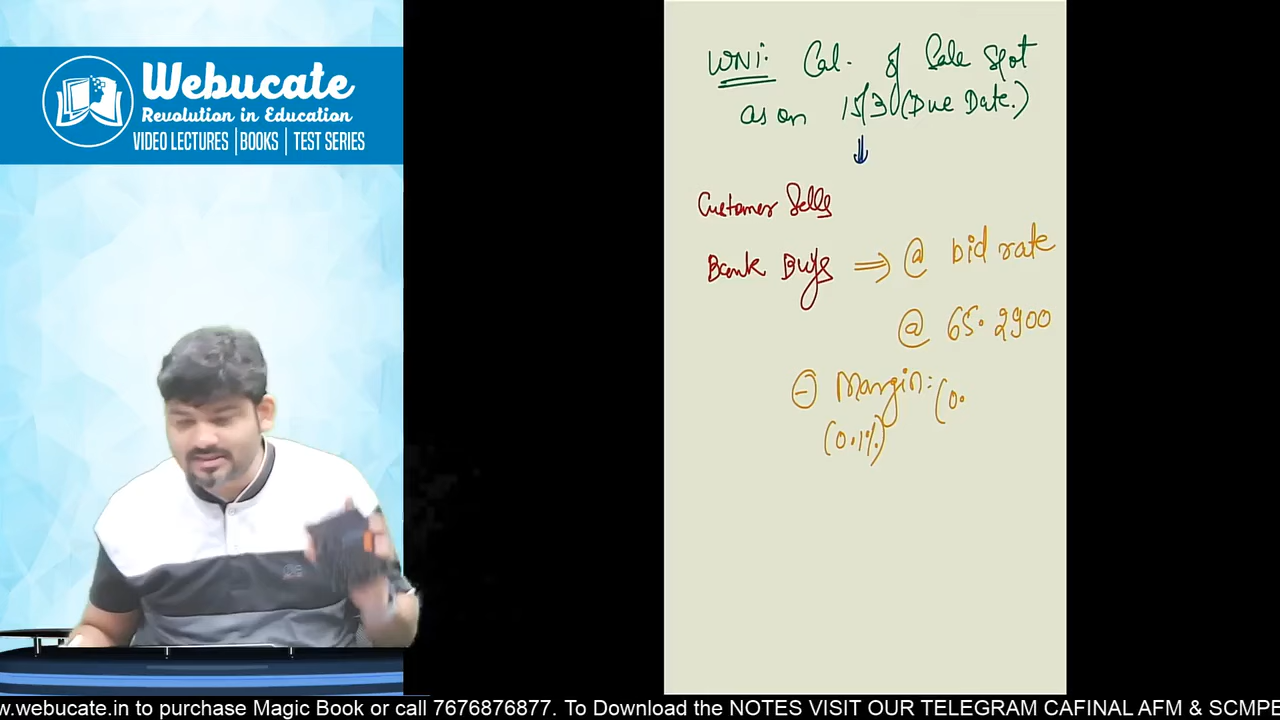 Webucate
Revolution in Education
VIDEO LECTURES | BOOKS | TEST SERIES
WN1: Cal. of Sale Spot
as on 15/3 (Due Date.)
Customer Sells
Bank Buys ⇒ @ bid rate
@ 65.2900
⊖ Margin: (0.
(0.1%)
w.webucate.in to purchase Magic Book or call 7676876877. To Download the NOTES VISIT OUR TELEGRAM CAFINAL AFM & SCMPE